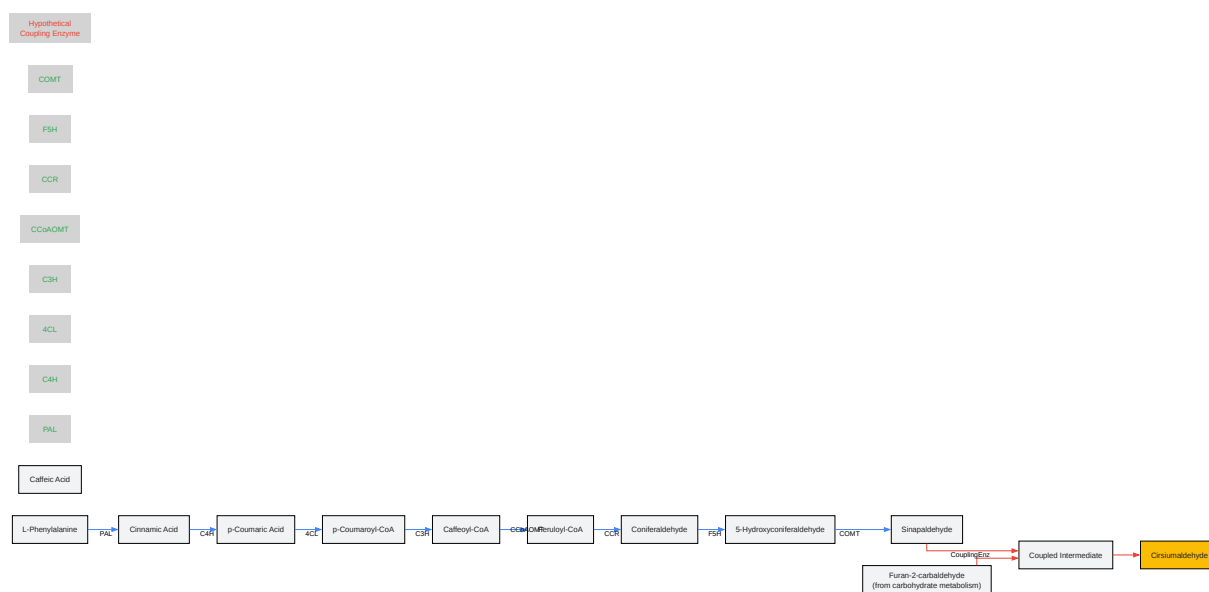 Hypothetical
Coupling Enzyme
COMT
F5H
CCR
CCoAOMT
C3H
4CL
C4H
PAL
Caffeic Acid
L-Phenylalanine
PAL
Cinnamic Acid
C4H
p-Coumaric Acid
4CL
p-Coumaroyl-CoA
C3H
Caffeoyl-CoA
CCoAOMT
Feruloyl-CoA
CCR
Coniferaldehyde
F5H
5-Hydroxyconiferaldehyde
COMT
Sinapaldehyde
CouplingEnz
Furan-2-carbaldehyde
(from carbohydrate metabolism)
Coupled Intermediate
Cirsiumaldehyde